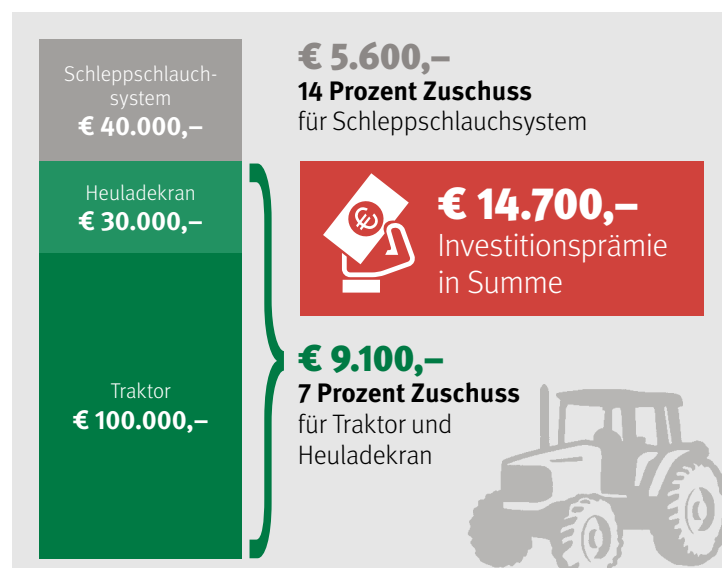 Schleppschlauch-
system
€ 40.000,–
Heuladekran
€ 30.000,–
Traktor
€ 100.000,–
€ 5.600,–
14 Prozent Zuschuss
für Schleppschlauchsystem
€ 14.700,–
Investitionsprämie
in Summe
€ 9.100,–
7 Prozent Zuschuss
für Traktor und
Heuladekran